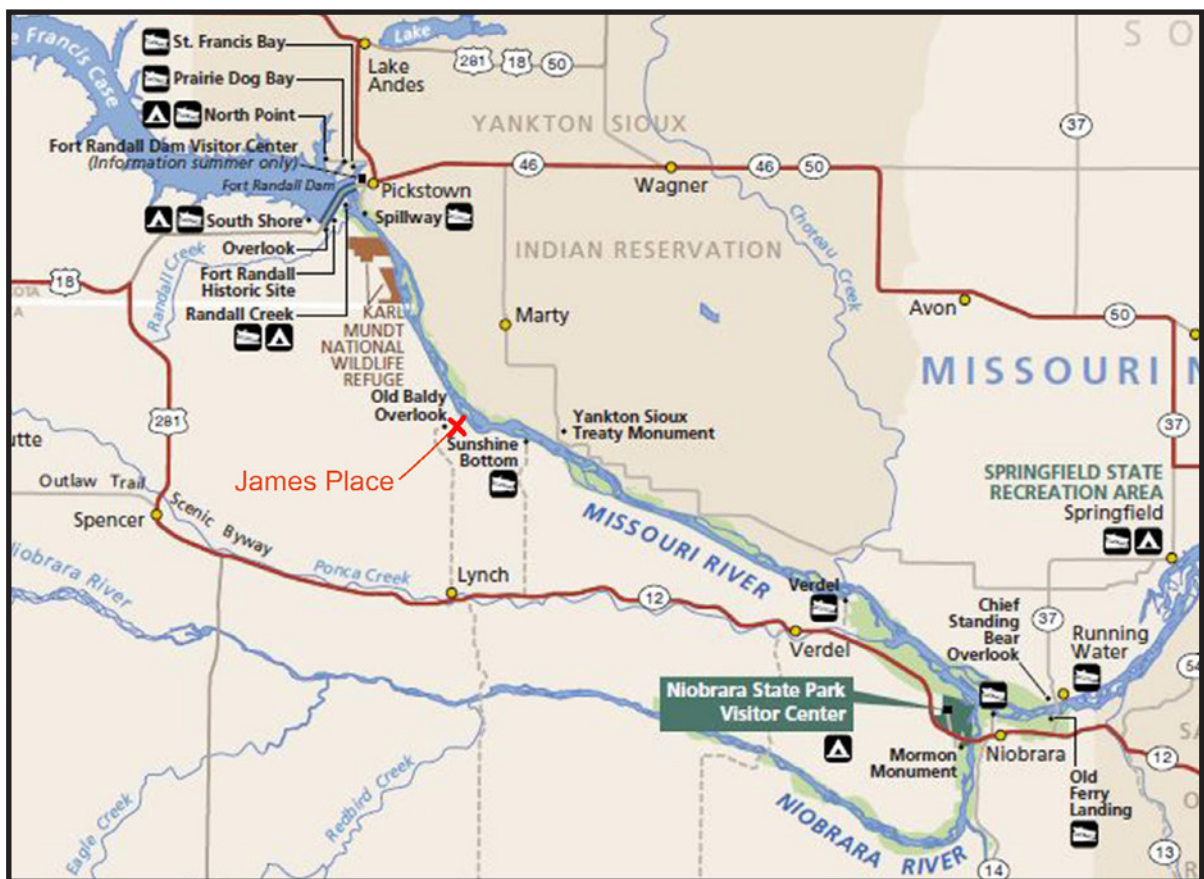 e Francis Case
St. Francis Bay
Lake
Lake
Andes
281
18
50
S O
Prairie Dog Bay
North Point
YANKTON SIOUX
37
Fort Randall Dam Visitor Center
(Information summer only)
Fort Randall Dam
46
46
50
Wagner
Pickstown
South Shore
Spillway
Choteau Creek
Overlook
INDIAN RESERVATION
Fort Randall
Historic Site
Randall Creek
18
OTA
A
Randall Creek
KARL
MUNDT
NATIONAL
WILDLIFE
REFUGE
Marty
Avon
50
MISSOURI N
Old Baldy
Overlook
281
Yankton Sioux
Treaty Monument
37
utte
Sunshine
Bottom
James Place
SPRINGFIELD STATE
RECREATION AREA
Springfield
Outlaw Trail
Scenic Byway
Spencer
MISSOURI RIVER
Niobrara River
Ponca Creek
Lynch
12
Verdel
Verdel
37
Chief
Standing
Bear
Overlook
Running
Water
54
Niobrara State Park
Visitor Center
Mormon
Monument
Niobrara
SA
12
Old
Ferry
Landing
O
Eagle Creek
Redbird Creek
NIOBRARA RIVER
14
13
R